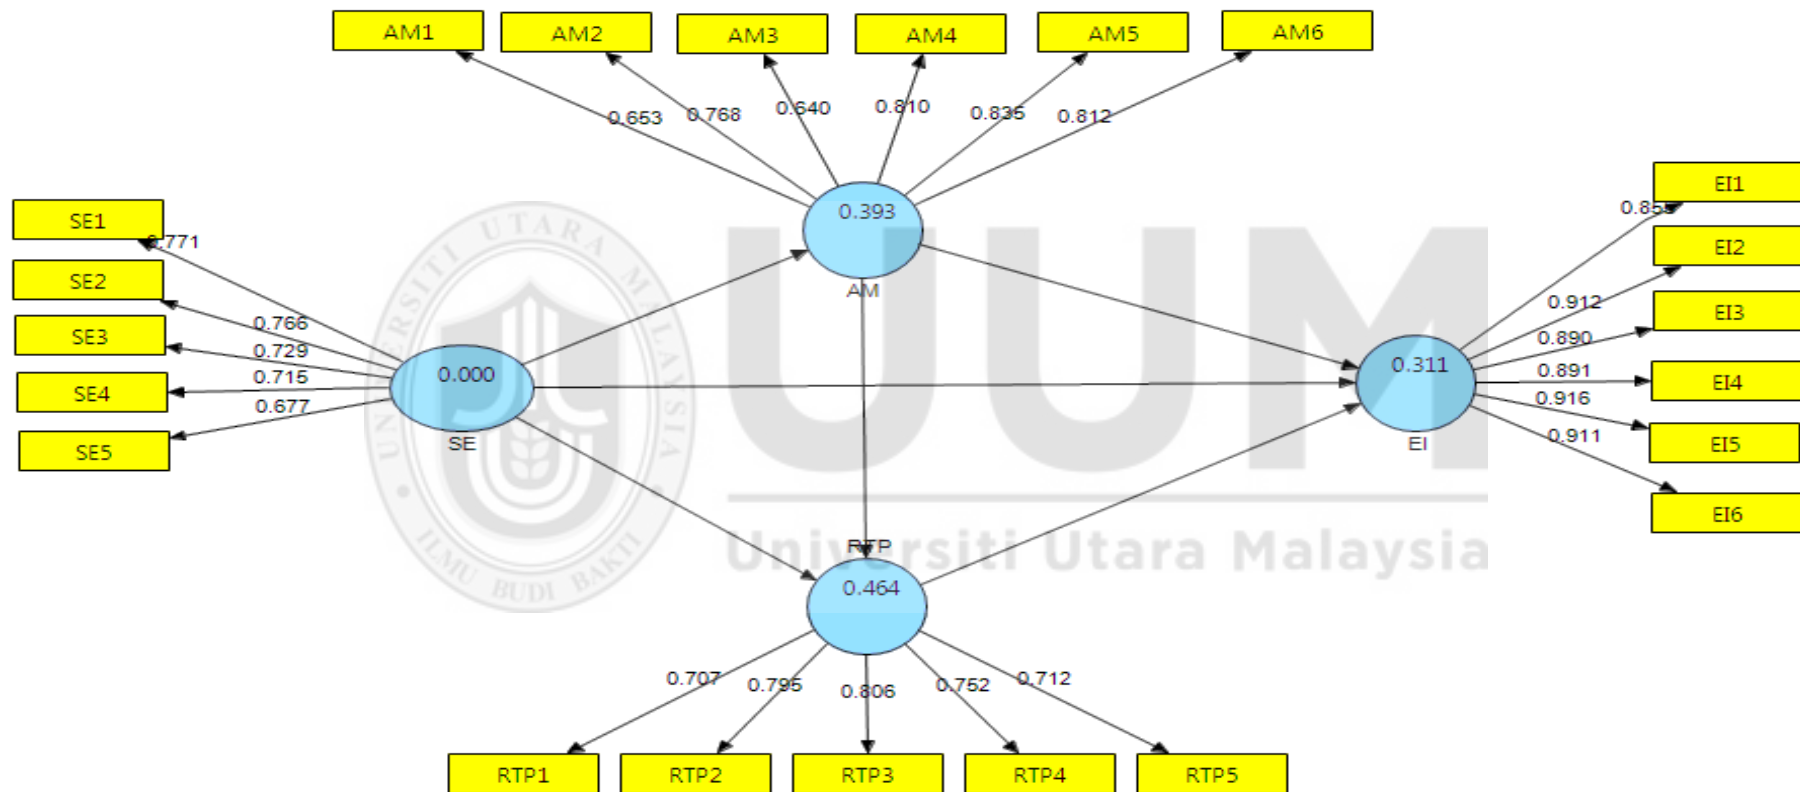 AM1 AM2 AM3 AM4 AM5 AM6
0.653 0.768 0.640 0.810 0.835 0.812
SE1
SE2
SE3
SE4
SE5
0.771
0.766
0.729
0.715
0.677
0.000
SE
0.393
AM
0.464
RTP
0.311
EI
EI1
EI2
EI3
EI4
EI5
EI6
0.912
0.890
0.891
0.916
0.911
0.707 0.795 0.806 0.752 0.712
RTP1 RTP2 RTP3 RTP4 RTP5
UNIVERSITI UTARA MALAYSIA
ILMU BUDI BAKTI
UUM
Universiti Utara Malaysia